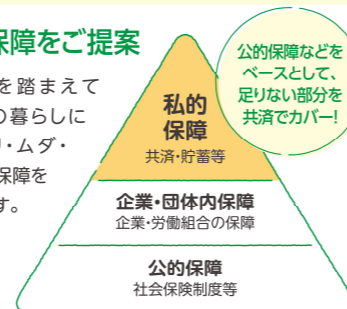 保障をご提案
を踏まえて
の暮らしに
リ・ムダ・
保障を
す。
私的
保障
共済・貯蓄等
企業・団体内保障
企業・労働組合の保障
公的保障
社会保険制度等
公的保障などを
ベースとして、
足りない部分を
共済でカバー!